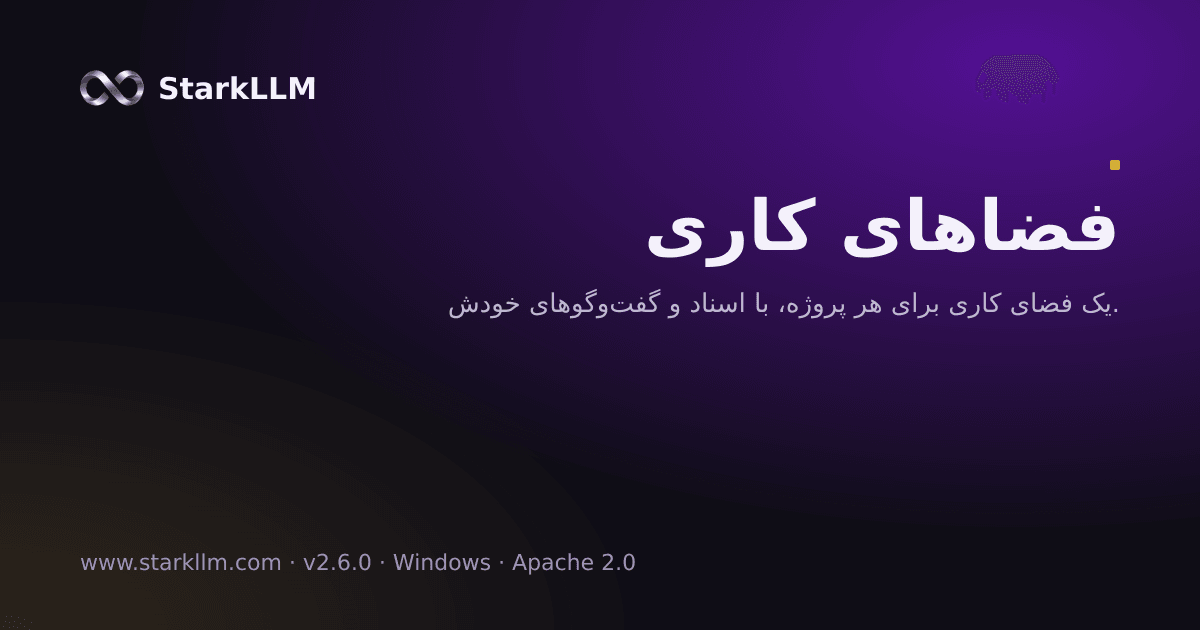 StarkLLM
فضاهای کاری
.یک فضای کاری برای هر پروژه، با اسناد و گفت‌وگوهای خودش
www.starkllm.com · v2.6.0 · Windows · Apache 2.0